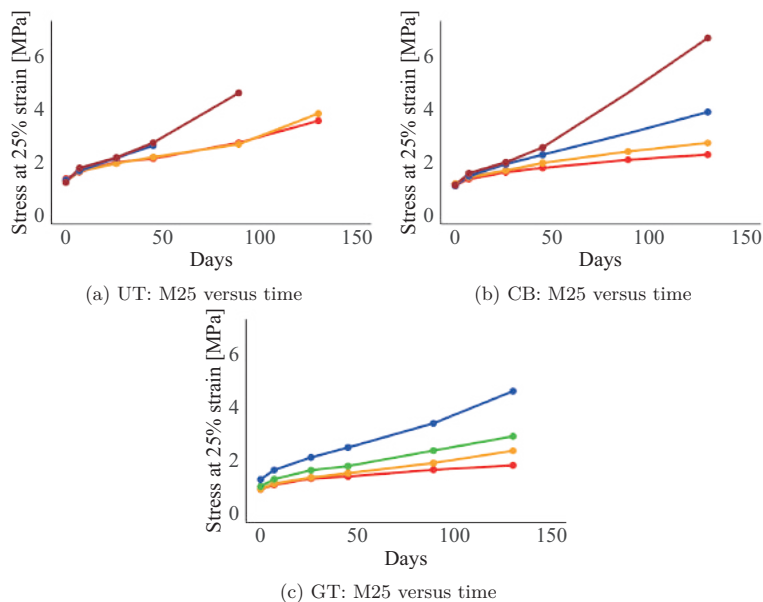 Stress at 25% strain [MPa]
6
4
2
0
0 50 100 150
Days
(a) UT: M25 versus time
Stress at 25% strain [MPa]
6
4
2
0
0 50 100 150
Days
(b) CB: M25 versus time
Stress at 25% strain [MPa]
6
4
2
0
0 50 100 150
Days
(c) GT: M25 versus time